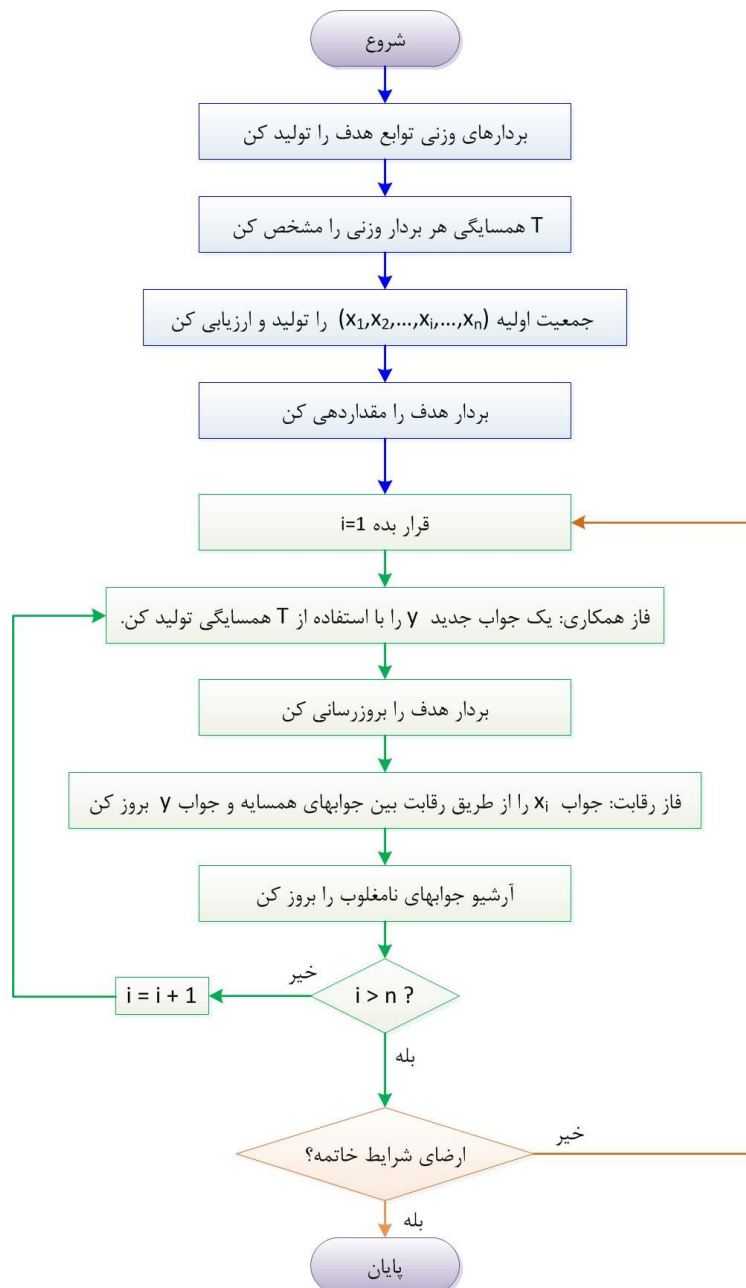 شروع
بردارهای وزنی توابع هدف را تولید کن
T همسایگی هر بردار وزنی را مشخص کن
جمعیت اولیه (x₁,x₂,...,xᵢ,...,xₙ) را تولید و ارزیابی کن
بردار هدف را مقداردهی کن
قرار بده i=1
فاز همکاری: یک جواب جدید y را با استفاده از T همسایگی تولید کن.
بردار هدف را بروزرسانی کن
فاز رقابت: جواب xᵢ را از طریق رقابت بین جوابهای همسایه و جواب y بروز کن
آرشیو جوابهای نامغلوب را بروز کن
i > n ?
خیر
i = i + 1
بله
ارضای شرایط خاتمه؟
خیر
بله
پایان